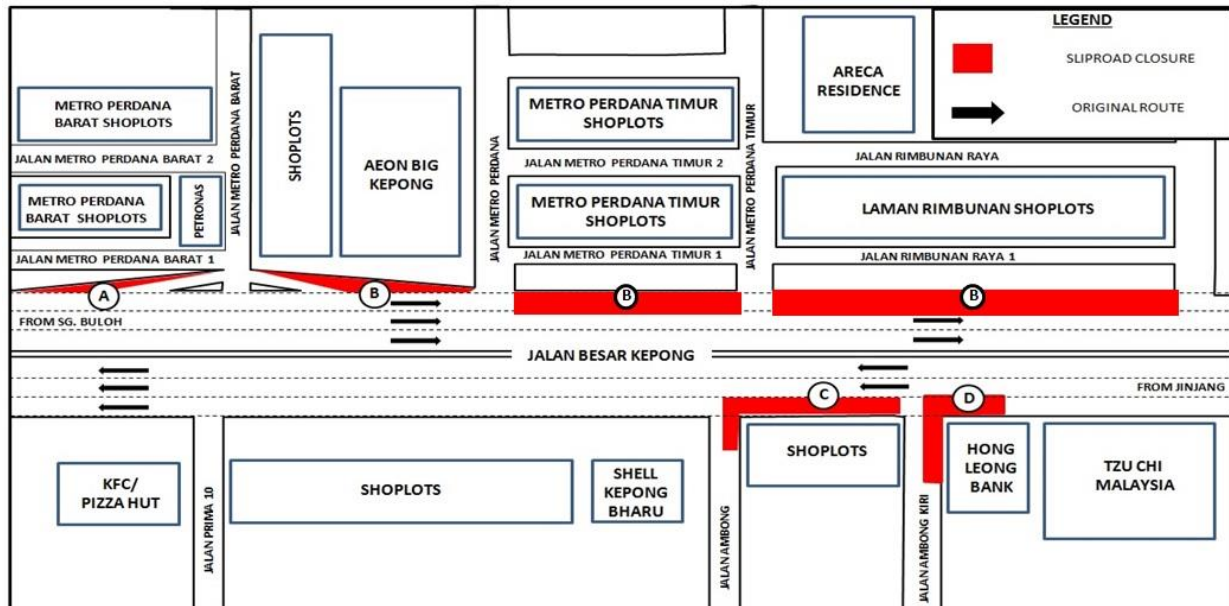 LEGEND
SLIPROAD CLOSURE
ORIGINAL ROUTE
METRO PERDANA
BARAT SHOPLOTS
JALAN METRO PERDANA BARAT 2
METRO PERDANA
BARAT SHOPLOTS
PETRONAS
JALAN METRO PERDANA BARAT 1
JALAN METRO PERDANA BARAT
SHOPLOTS
AEON BIG
KEPONG
JALAN METRO PERDANA
METRO PERDANA TIMUR
SHOPLOTS
JALAN METRO PERDANA TIMUR 2
METRO PERDANA TIMUR
SHOPLOTS
JALAN METRO PERDANA TIMUR 1
JALAN METRO PERDANA TIMUR
ARECA
RESIDENCE
JALAN RIMBUNAN RAYA
LAMAN RIMBUNAN SHOPLOTS
JALAN RIMBUNAN RAYA 1
A
B
B
B
FROM SG. BULOH
JALAN BESAR KEPONG
FROM JINJANG
C
D
KFC/
PIZZA HUT
JALAN PRIMA 10
SHOPLOTS
SHELL
KEPONG
BHARU
JALAN AMBONG
SHOPLOTS
JALAN AMBONG KIRI
HONG
LEONG
BANK
TZU CHI
MALAYSIA